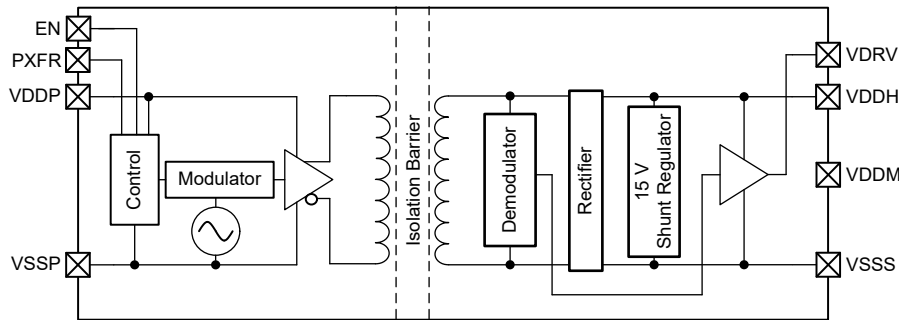 EN
PXFR
VDDP
VSSP
Control
Modulator
Isolation Barrier
Demodulator
Rectifier
15 V
Shunt Regulator
VDRV
VDDH
VDDM
VSSS